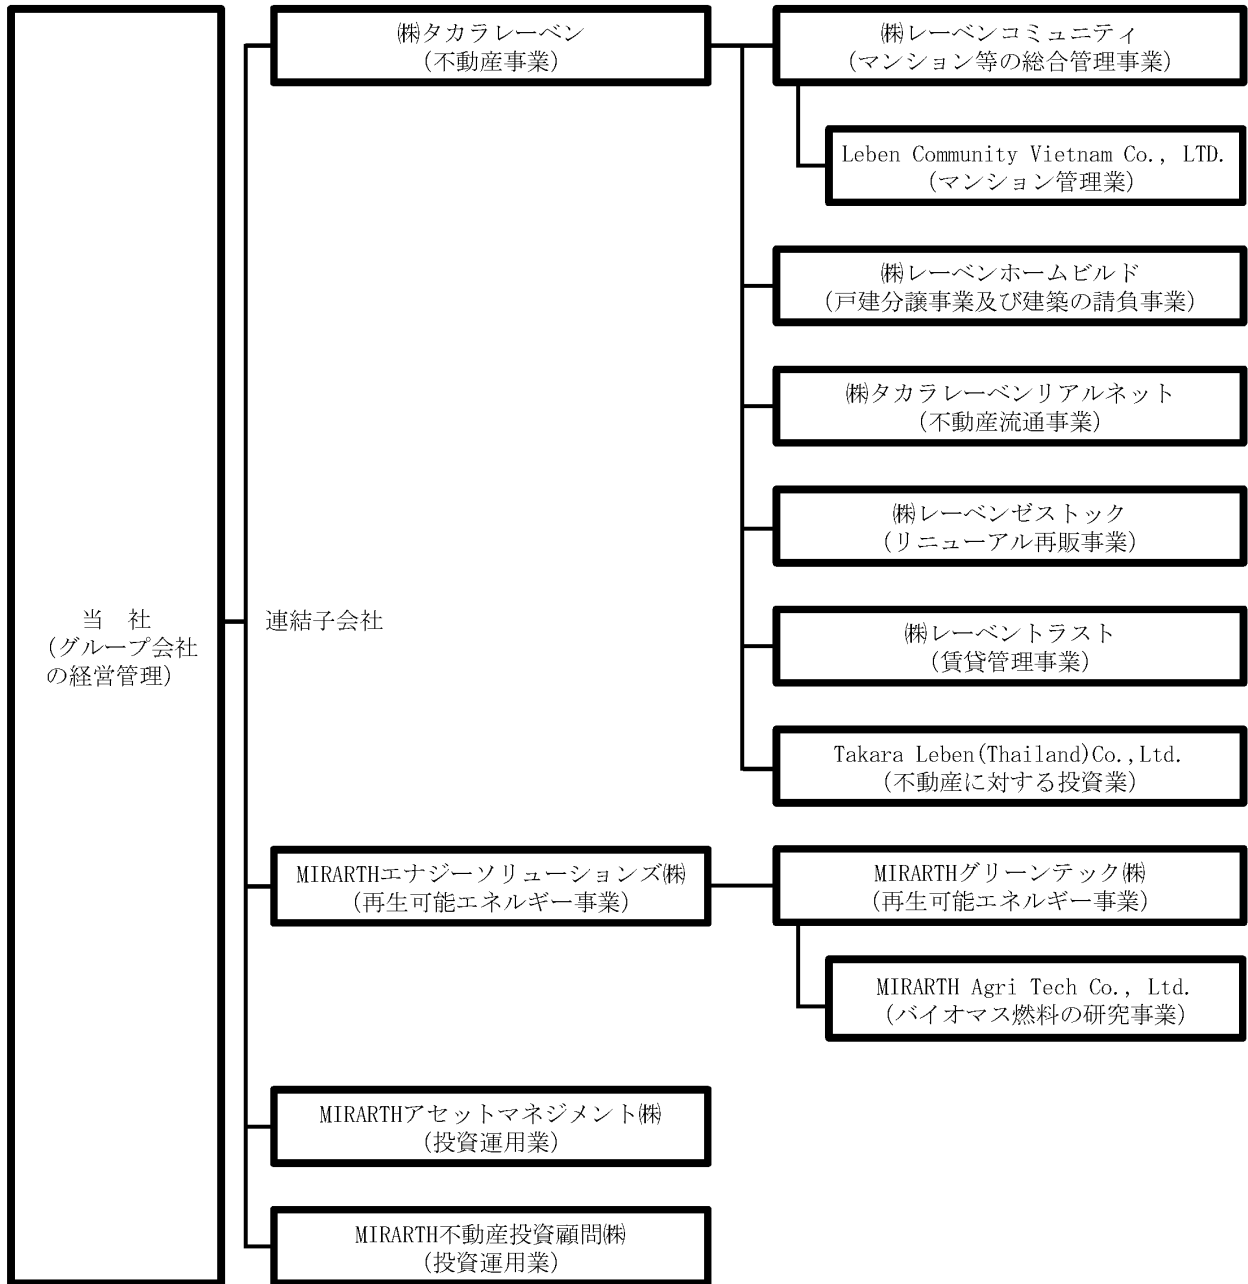 ㈱タカラレーベン
(不動産事業)
㈱レーベンコミュニティ
(マンション等の総合管理事業)
Leben Community Vietnam Co., LTD.
(マンション管理業)
㈱レーベンホームビルド
(戸建分譲事業及び建築の請負事業)
㈱タカラレーベンリアルネット
(不動産流通事業)
㈱レーベンゼストック
(リニューアル再販事業)
当　社
(グループ会社
の経営管理)
連結子会社
㈱レーベントラスト
(賃貸管理事業)
Takara Leben(Thailand)Co.,Ltd.
(不動産に対する投資業)
MIRARTHエナジーソリューションズ㈱
(再生可能エネルギー事業)
MIRARTHグリーンテック㈱
(再生可能エネルギー事業)
MIRARTH Agri Tech Co., Ltd.
(バイオマス燃料の研究事業)
MIRARTHアセットマネジメント㈱
(投資運用業)
MIRARTH不動産投資顧問㈱
(投資運用業)